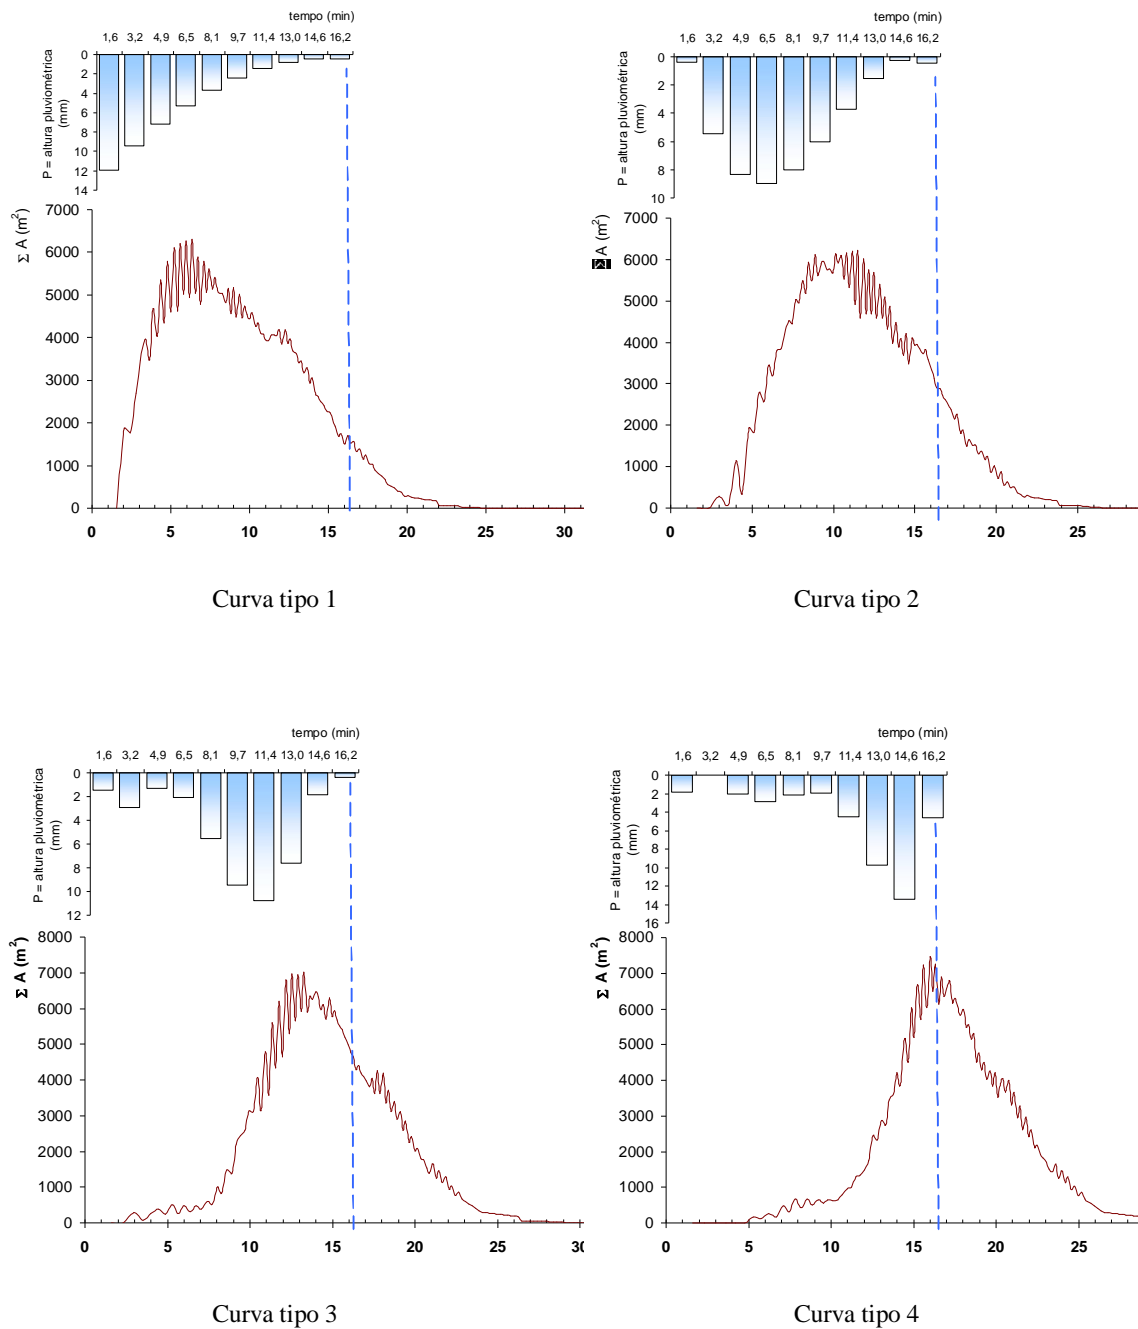 tempo (min)
1,6 3,2 4,9 6,5 8,1 9,7 11,4 13,0 14,6 16,2
0
2
4
6
8
10
12
14
P = altura pluviométrica
(mm)
7000
6000
5000
4000
3000
2000
1000
0
Σ A (m²)
0 5 10 15 20 25 30
Curva tipo 1
tempo (min)
1,6 3,2 4,9 6,5 8,1 9,7 11,4 13,0 14,6 16,2
0
2
4
6
8
10
P = altura pluviométrica
(mm)
7000
6000
5000
4000
3000
2000
1000
0
Σ A (m²)
0 5 10 15 20 25
Curva tipo 2
tempo (min)
1,6 3,2 4,9 6,5 8,1 9,7 11,4 13,0 14,6 16,2
0
2
4
6
8
10
12
P = altura pluviométrica
(mm)
8000
7000
6000
5000
4000
3000
2000
1000
0
Σ A (m²)
0 5 10 15 20 25 30
Curva tipo 3
tempo (min)
1,6 3,2 4,9 6,5 8,1 9,7 11,4 13,0 14,6 16,2
0
2
4
6
8
10
12
14
16
P = altura pluviométrica
(mm)
8000
7000
6000
5000
4000
3000
2000
1000
0
Σ A (m²)
0 5 10 15 20 25
Curva tipo 4